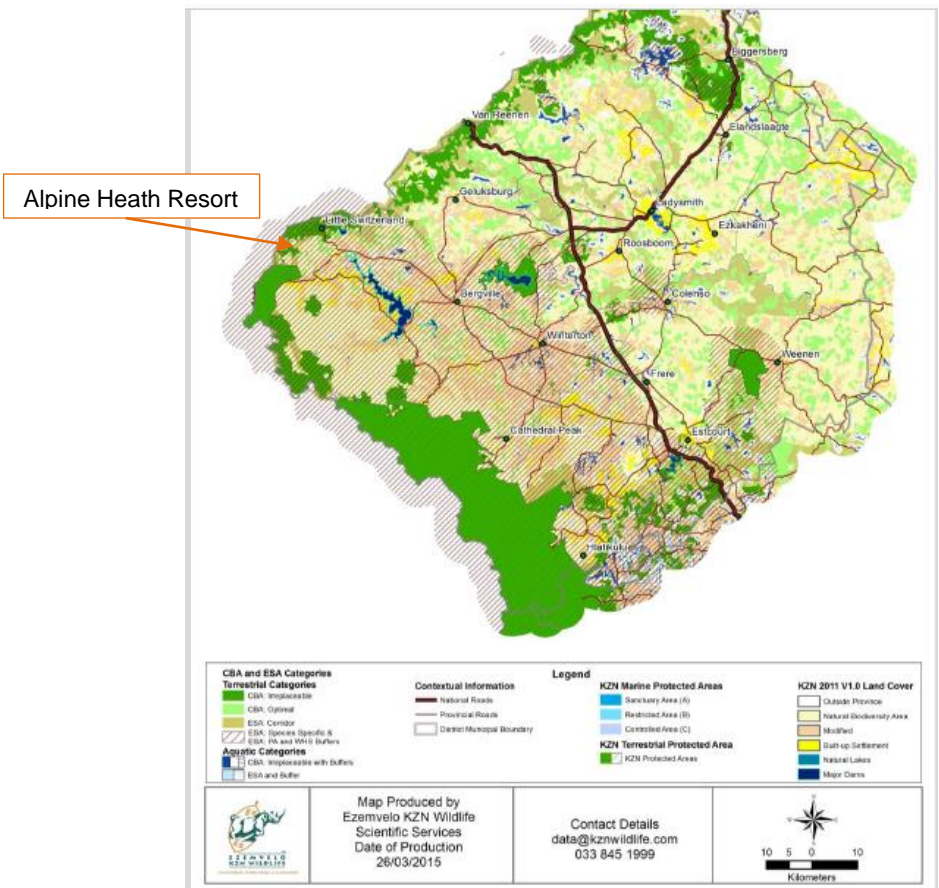 Biggersberg
Van Reenen
Elandslaagte
Alpine Heath Resort
Geluksburg
Ladysmith
Little Switzerland
Ezkakheni
Roosboom
Bergville
Colenso
Winterton
Weenen
Frere
Cathedral Peak
Estcourt
Hlatikulu
Legend
CBA and ESA Categories
Terrestrial Categories
CBA: Irreplaceable
CBA: Optimal
ESA: Corridor
ESA: Species Specific &
ESA: PA and WHS Buffers
Aquatic Categories
CBA: Irreplaceable with Buffers
ESA and Buffer
Contextual Information
National Roads
Provincial Roads
District Municipal Boundary
KZN Marine Protected Areas
Sanctuary Area (A)
Restricted Area (B)
Controlled Area (C)
KZN Terrestrial Protected Area
KZN Protected Areas
KZN 2011 V1.0 Land Cover
Outside Province
Natural Biodiversity Area
Modified
Built-up Settlement
Natural Lakes
Major Dams
EZEMVELO
KZN WILDLIFE
Map Produced by
Ezemvelo KZN Wildlife
Scientific Services
Date of Production
26/03/2015
Contact Details
data@kznwildlife.com
033 845 1999
N
W
E
S
10 5 0 10
Kilometers